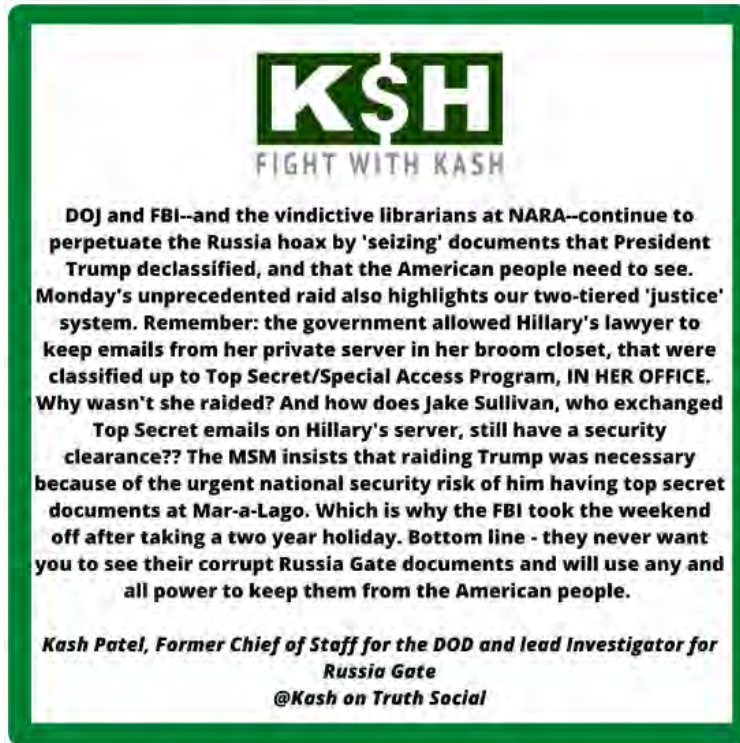 K$H
FIGHT WITH KASH
DOJ and FBI--and the vindictive librarians at NARA--continue to
perpetuate the Russia hoax by 'seizing' documents that President
Trump declassified, and that the American people need to see.
Monday's unprecedented raid also highlights our two-tiered 'justice'
system. Remember: the government allowed Hillary's lawyer to
keep emails from her private server in her broom closet, that were
classified up to Top Secret/Special Access Program, IN HER OFFICE.
Why wasn't she raided? And how does Jake Sullivan, who exchanged
Top Secret emails on Hillary's server, still have a security
clearance?? The MSM insists that raiding Trump was necessary
because of the urgent national security risk of him having top secret
documents at Mar-a-Lago. Which is why the FBI took the weekend
off after taking a two year holiday. Bottom line - they never want
you to see their corrupt Russia Gate documents and will use any and
all power to keep them from the American people.
Kash Patel, Former Chief of Staff for the DOD and lead Investigator for
Russia Gate
@Kash on Truth Social